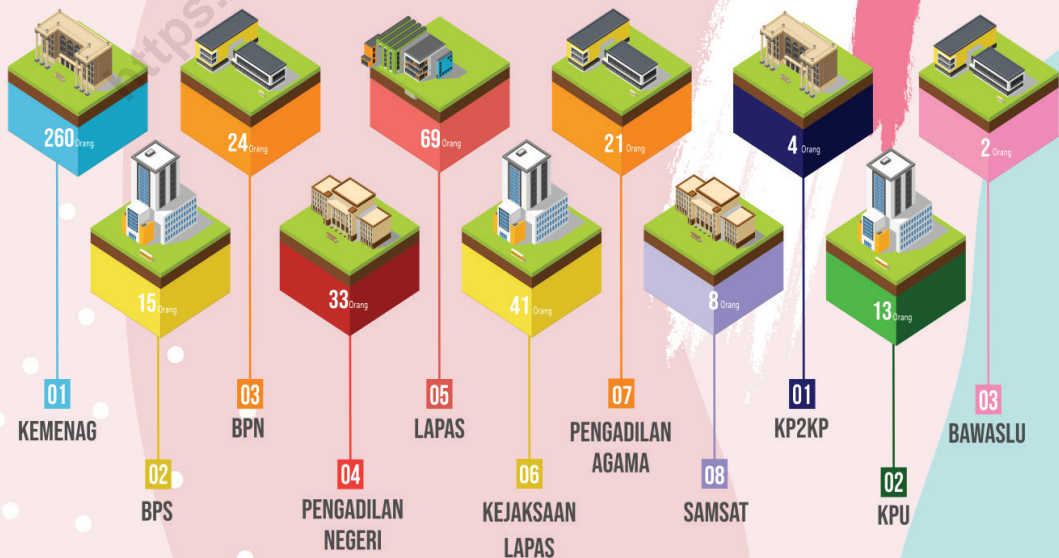 https:
260 Orang
24 Orang
69 Orang
21 Orang
4 Orang
2 Orang
15 Orang
33 Orang
41 Orang
8 Orang
13 Orang
01
KEMENAG
03
BPN
05
LAPAS
07
PENGADILAN
AGAMA
01
KP2KP
03
BAWASLU
02
BPS
04
PENGADILAN
NEGERI
06
KEJAKSAAN
LAPAS
08
SAMSAT
02
KPU